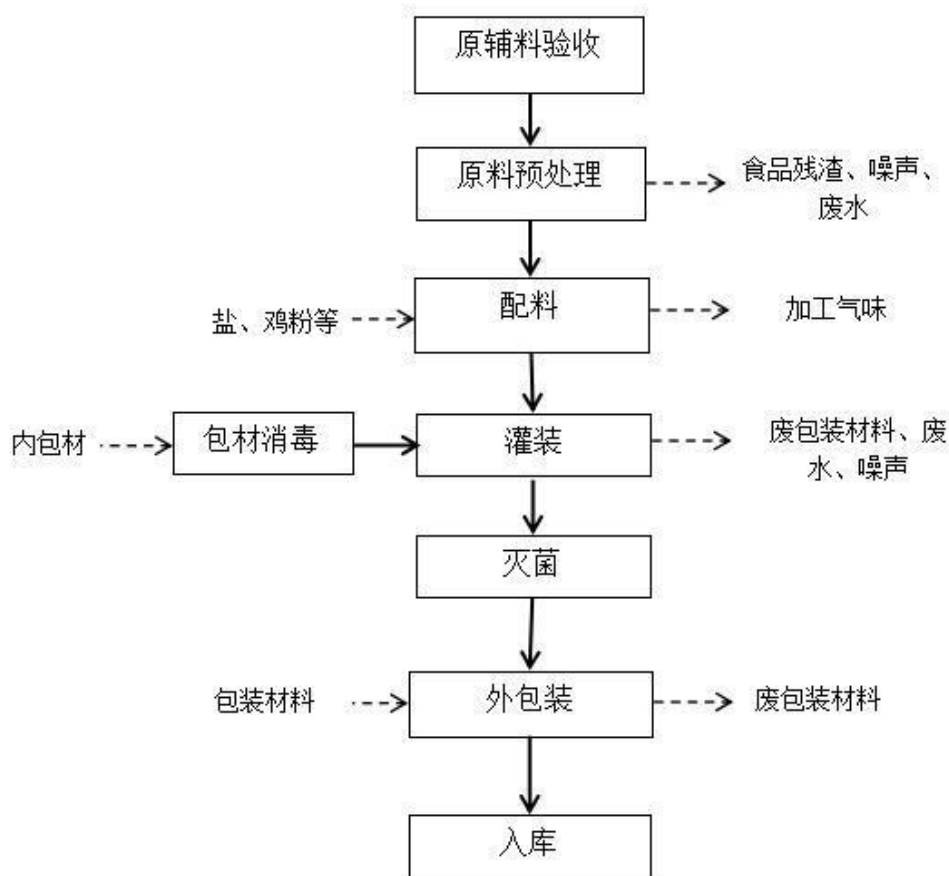 原辅料验收
原料预处理
食品残渣、噪声、
废水
盐、鸡粉等
配料
加工气味
内包材
包材消毒
灌装
废包装材料、废
水、噪声
灭菌
包装材料
外包装
废包装材料
入库